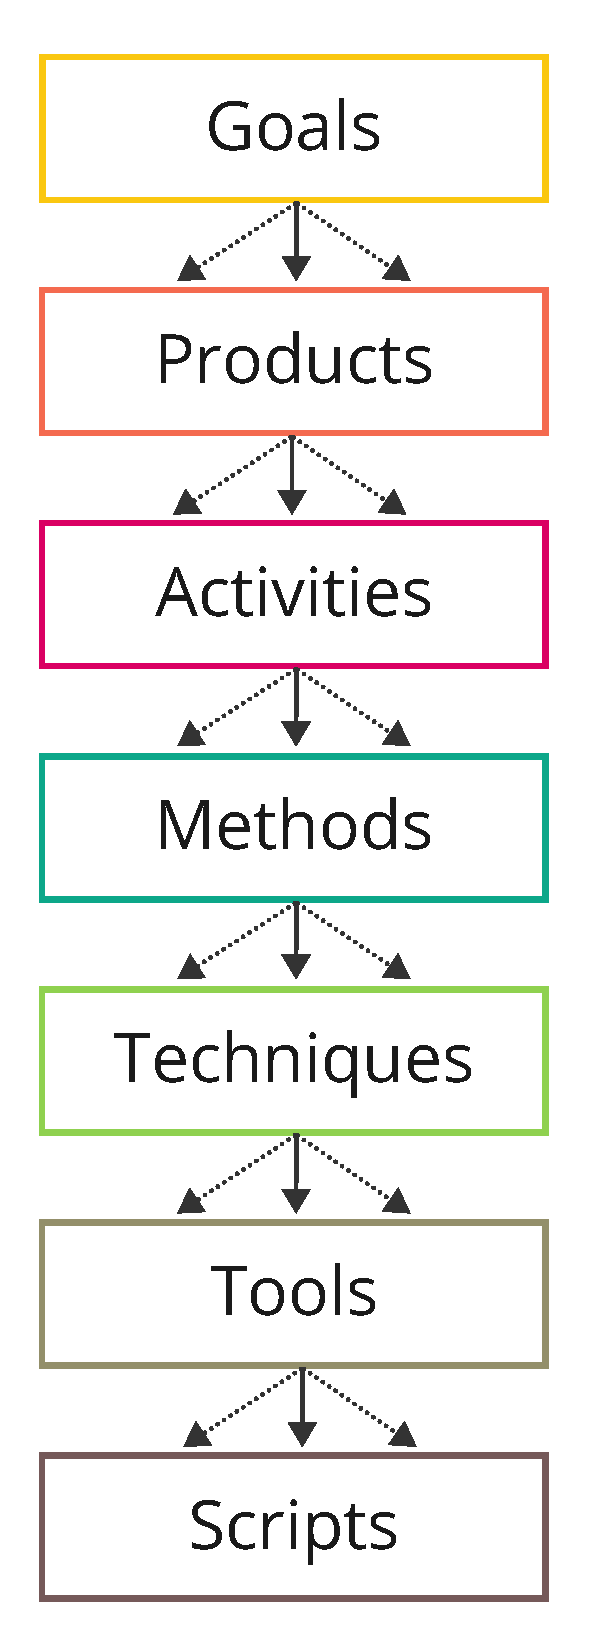 Goals
Products
Activities
Methods
Techniques
Tools
Scripts